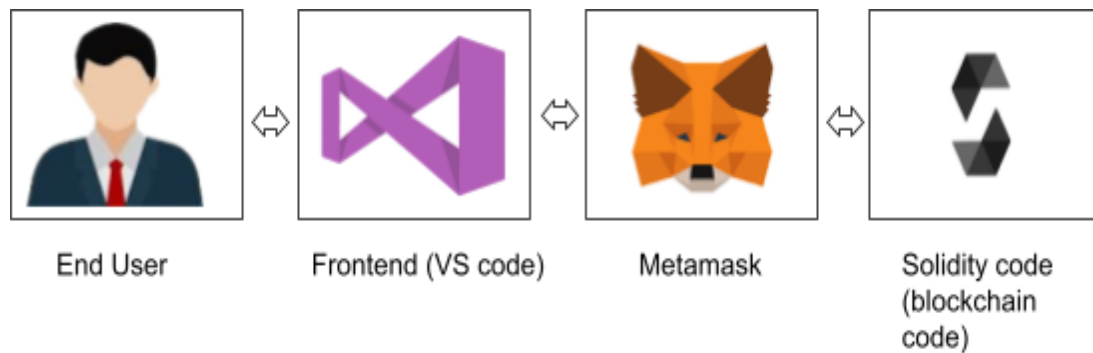 End User
Frontend (VS code)
Metamask
Solidity code
(blockchain
code)